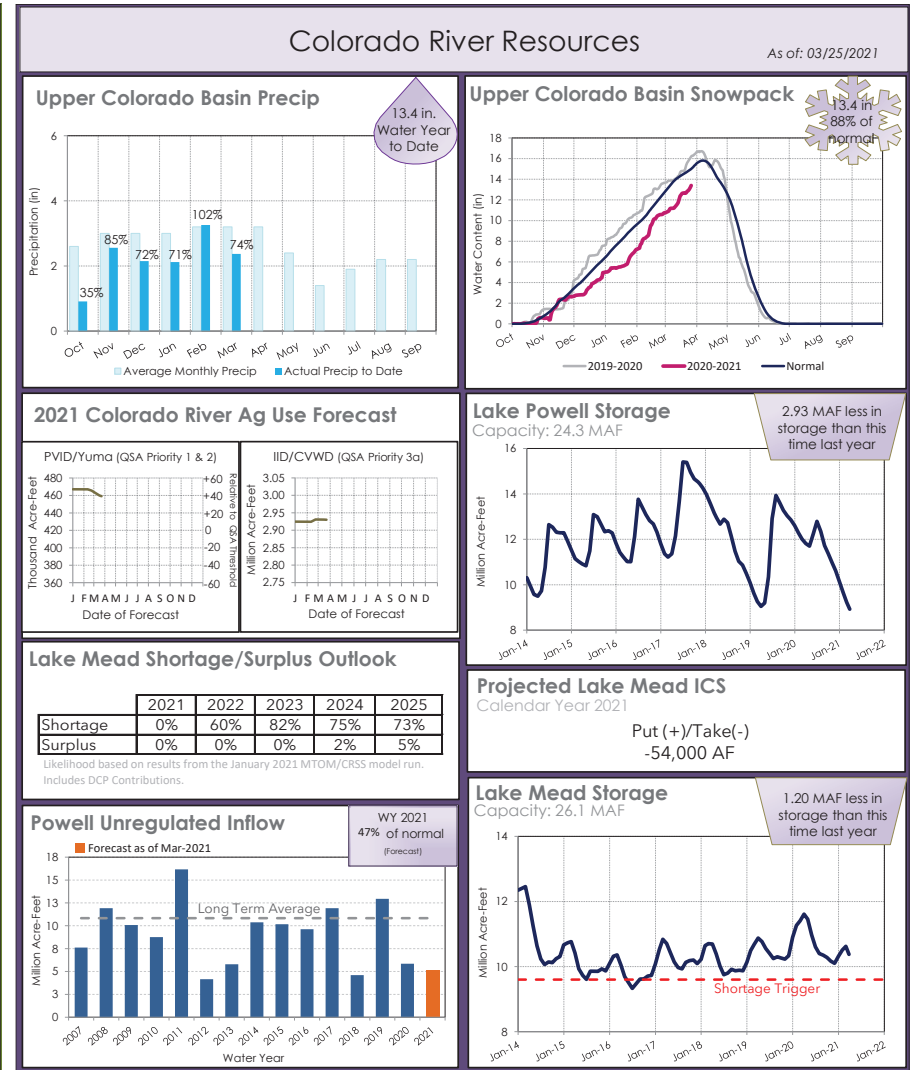 Colorado River Resources
As of: 03/25/2021
Upper Colorado Basin Precip
13.4 in.
Water Year
to Date
Precipitation (in)
6
4
2
0
35%
85%
72%
71%
102%
74%
Oct Nov Dec Jan Feb Mar Apr May Jun Jul Aug Sep
Average Monthly Precip Actual Precip to Date
Upper Colorado Basin Snowpack
13.4 in
88% of
normal
Water Content (in)
18
16
14
12
10
8
6
4
2
0
Oct Nov Dec Jan Feb Mar Apr May Jun Jul Aug Sep
2019-2020 2020-2021 Normal
2021 Colorado River Ag Use Forecast
PVID/Yuma (QSA Priority 1 & 2)
Thousand Acre-Feet
480
460
440
420
400
380
360
+60
+40
+20
0
-20
-40
-60
Relative to QSA Threshold
J F M A M J J A S O N D
Date of Forecast
IID/CVWD (QSA Priority 3a)
Million Acre-Feet
3.05
3.00
2.95
2.90
2.85
2.80
2.75
J F M A M J J A S O N D
Date of Forecast
Lake Powell Storage
Capacity: 24.3 MAF
2.93 MAF less in
storage than this
time last year
Million Acre-Feet
16
14
12
10
8
Jan-14 Jan-15 Jan-16 Jan-17 Jan-18 Jan-19 Jan-20 Jan-21 Jan-22
Lake Mead Shortage/Surplus Outlook
2021 2022 2023 2024 2025
Shortage 0% 60% 82% 75% 73%
Surplus 0% 0% 0% 2% 5%
Likelihood based on results from the January 2021 MTOM/CRSS model run.
Includes DCP Contributions.
Projected Lake Mead ICS
Calendar Year 2021
Put (+)/Take(-)
-54,000 AF
Powell Unregulated Inflow
WY 2021
47% of normal
(Forecast)
Forecast as of Mar-2021
Million Acre-Feet
18
15
13
10
8
5
3
0
Long Term Average
2007 2008 2009 2010 2011 2012 2013 2014 2015 2016 2017 2018 2019 2020 2021
Water Year
Lake Mead Storage
Capacity: 26.1 MAF
1.20 MAF less in
storage than this
time last year
Million Acre-Feet
14
12
10
8
Shortage Trigger
Jan-14 Jan-15 Jan-16 Jan-17 Jan-18 Jan-19 Jan-20 Jan-21 Jan-22